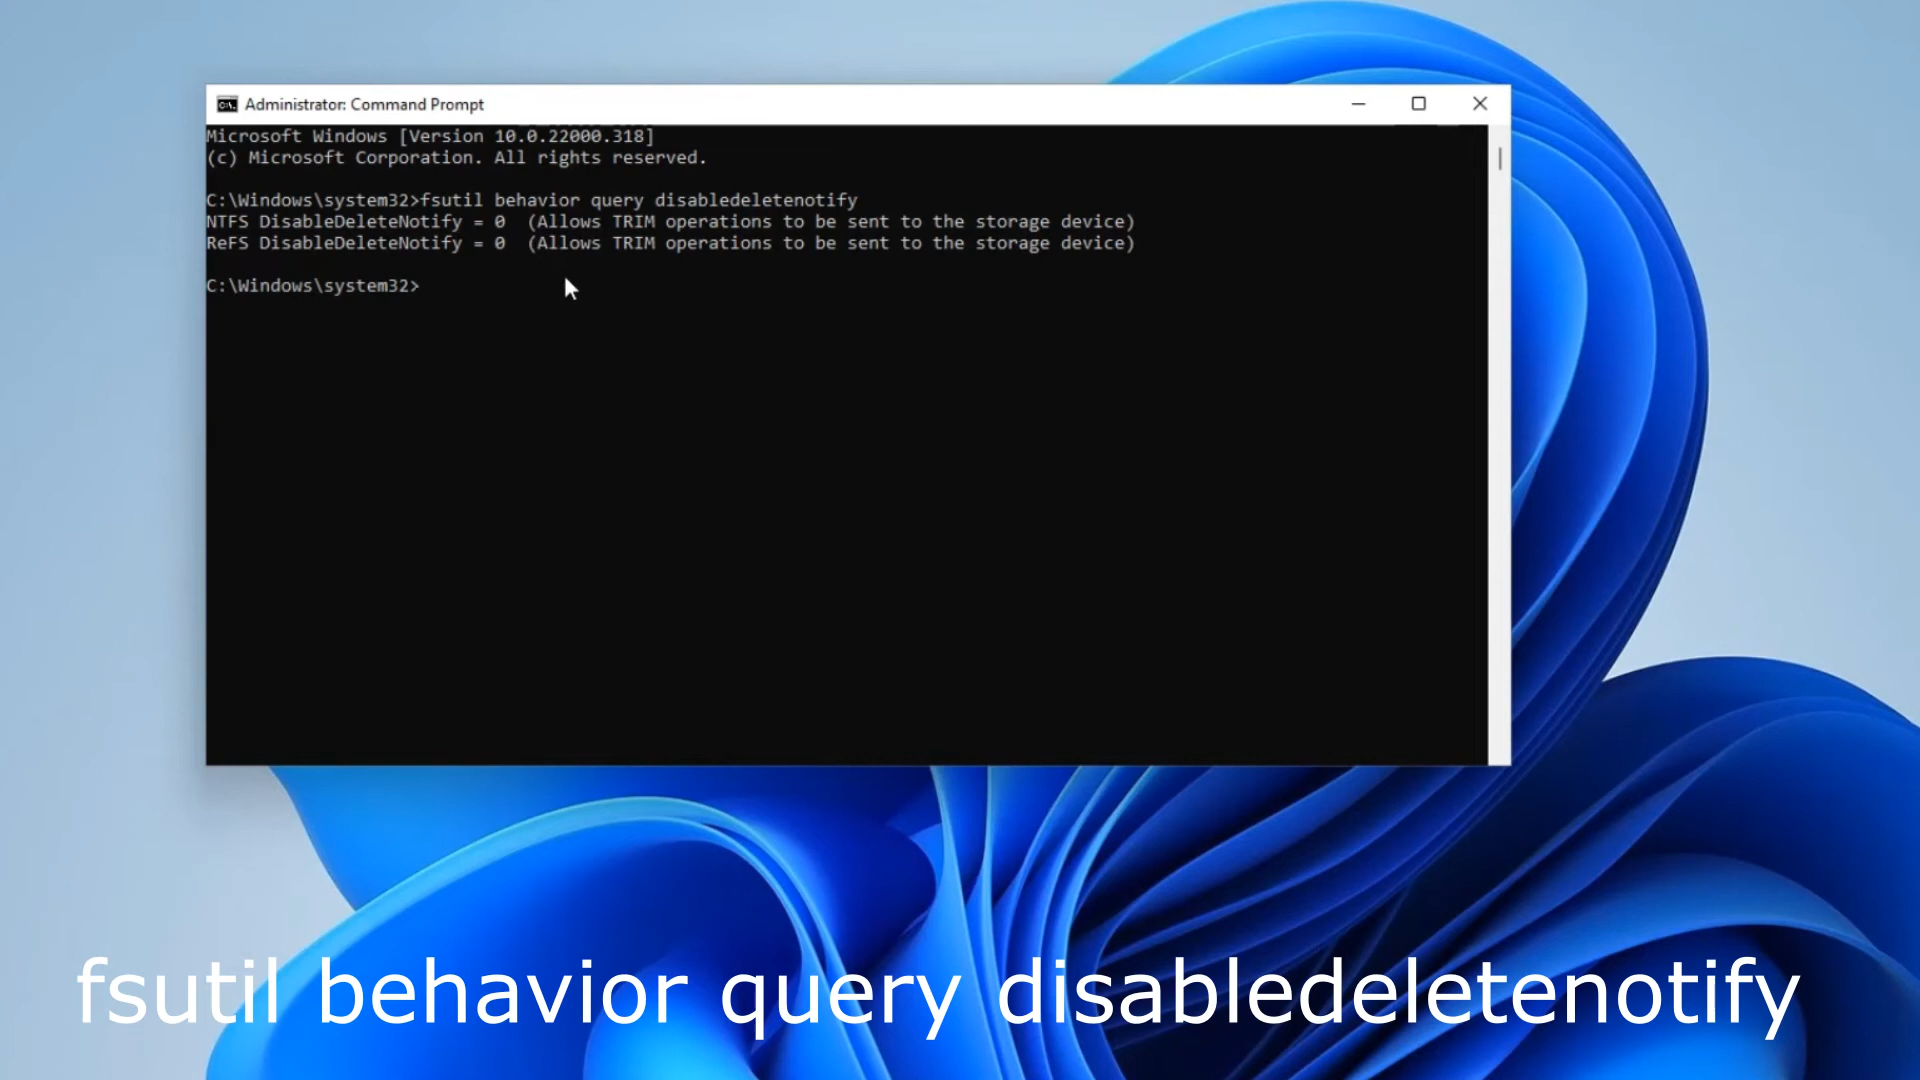 Administrator: Command Prompt
Microsoft Windows [Version 10.0.22000.318]
(c) Microsoft Corporation. All rights reserved.
C:\Windows\system32>fsutil behavior query disabledeletenotify
NTFS DisableDeleteNotify = 0  (Allows TRIM operations to be sent to the storage device)
ReFS DisableDeleteNotify = 0  (Allows TRIM operations to be sent to the storage device)
C:\Windows\system32>
fsutil behavior query disabledeletenotify